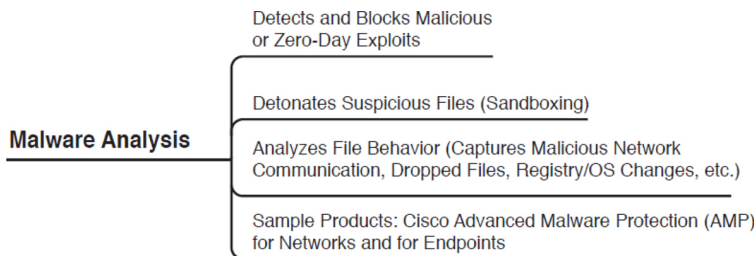 Detects and Blocks Malicious
or Zero-Day Exploits
Detonates Suspicious Files (Sandboxing)
Malware Analysis
Analyzes File Behavior (Captures Malicious Network
Communication, Dropped Files, Registry/OS Changes, etc.)
Sample Products: Cisco Advanced Malware Protection (AMP)
for Networks and for Endpoints